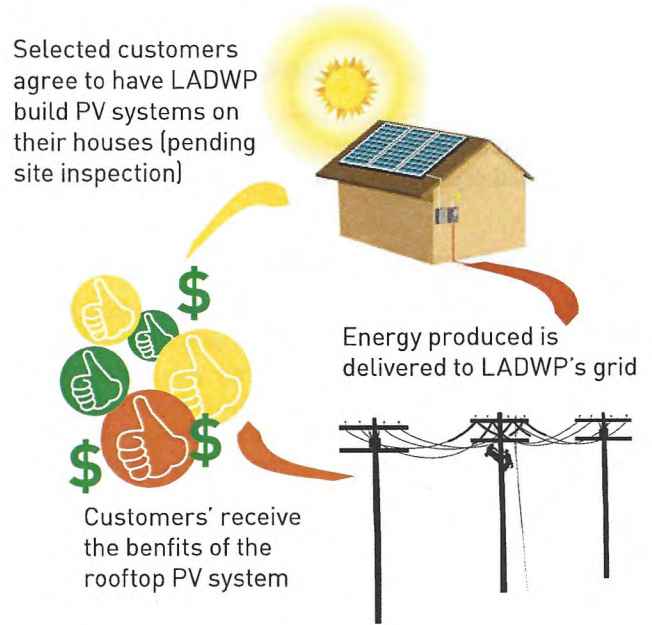 Selected customers
agree to have LADWP
build PV systems on
their houses (pending
site inspection)
$
Energy produced is
delivered to LADWP's grid
$
$
Customers' receive
the benfits of the
rooftop PV system